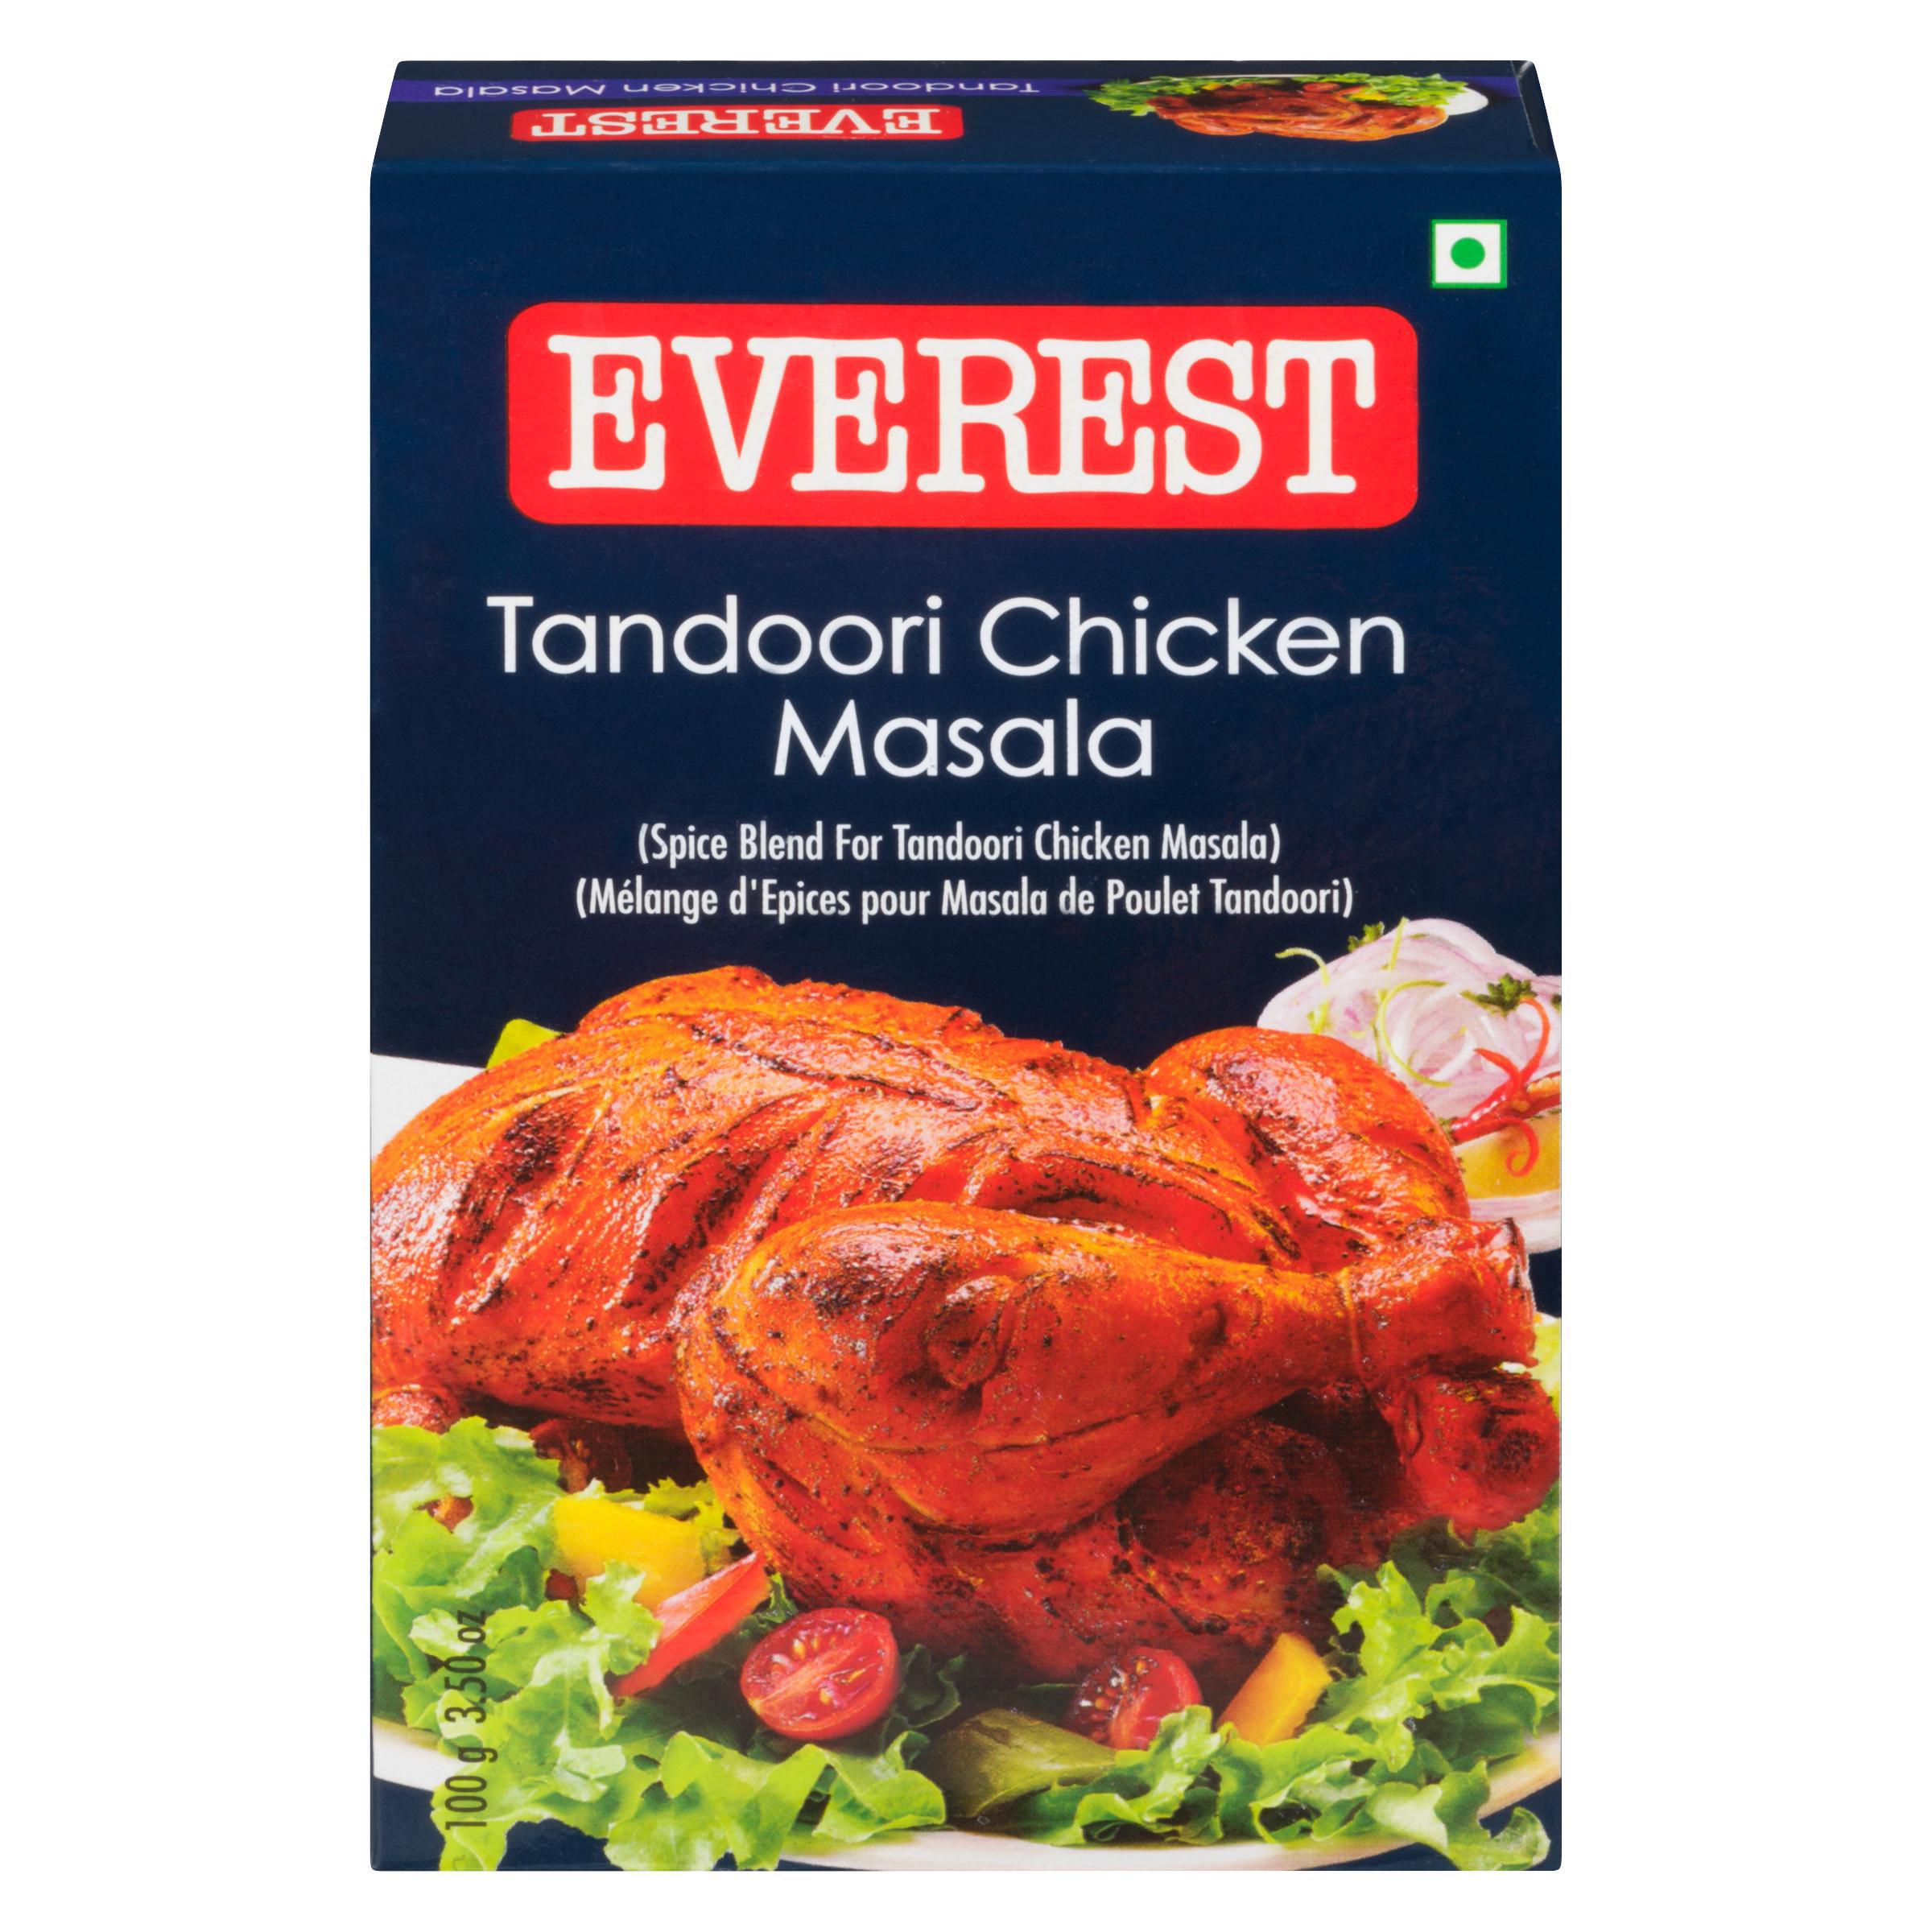 Tandoori Chicken Masala
EVEREST
EVEREST
Tandoori Chicken
Masala
(Spice Blend For Tandoori Chicken Masala)
(Mélange d'Epices pour Masala de Poulet Tandoori)
100 g 3.50 oz